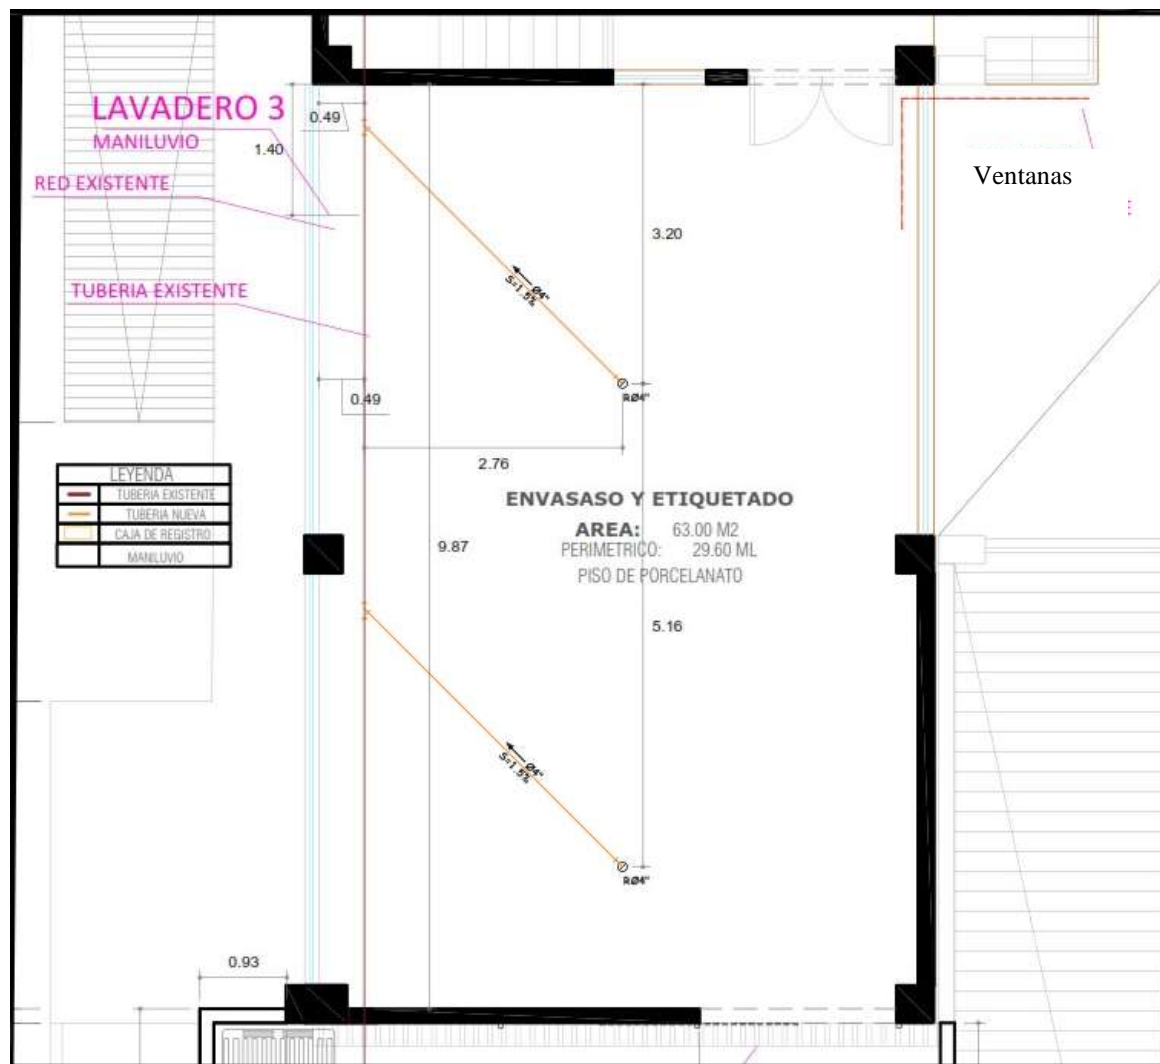 LAVADERO 3
MANILUVIO
0.49
1.40
RED EXISTENTE
Ventanas
3.20
TUBERIA EXISTENTE
Ø4"
S=1.5%
0.49
RØ4"
2.76
LEYENDA
TUBERIA EXISTENTE
TUBERIA NUEVA
CAJA DE REGISTRO
MANILUVIO
ENVASASO Y ETIQUETADO
AREA: 63.00 M2
PERIMETRICO: 29.60 ML
PISO DE PORCELANATO
9.87
5.16
Ø4"
S=1.5%
RØ4"
0.93